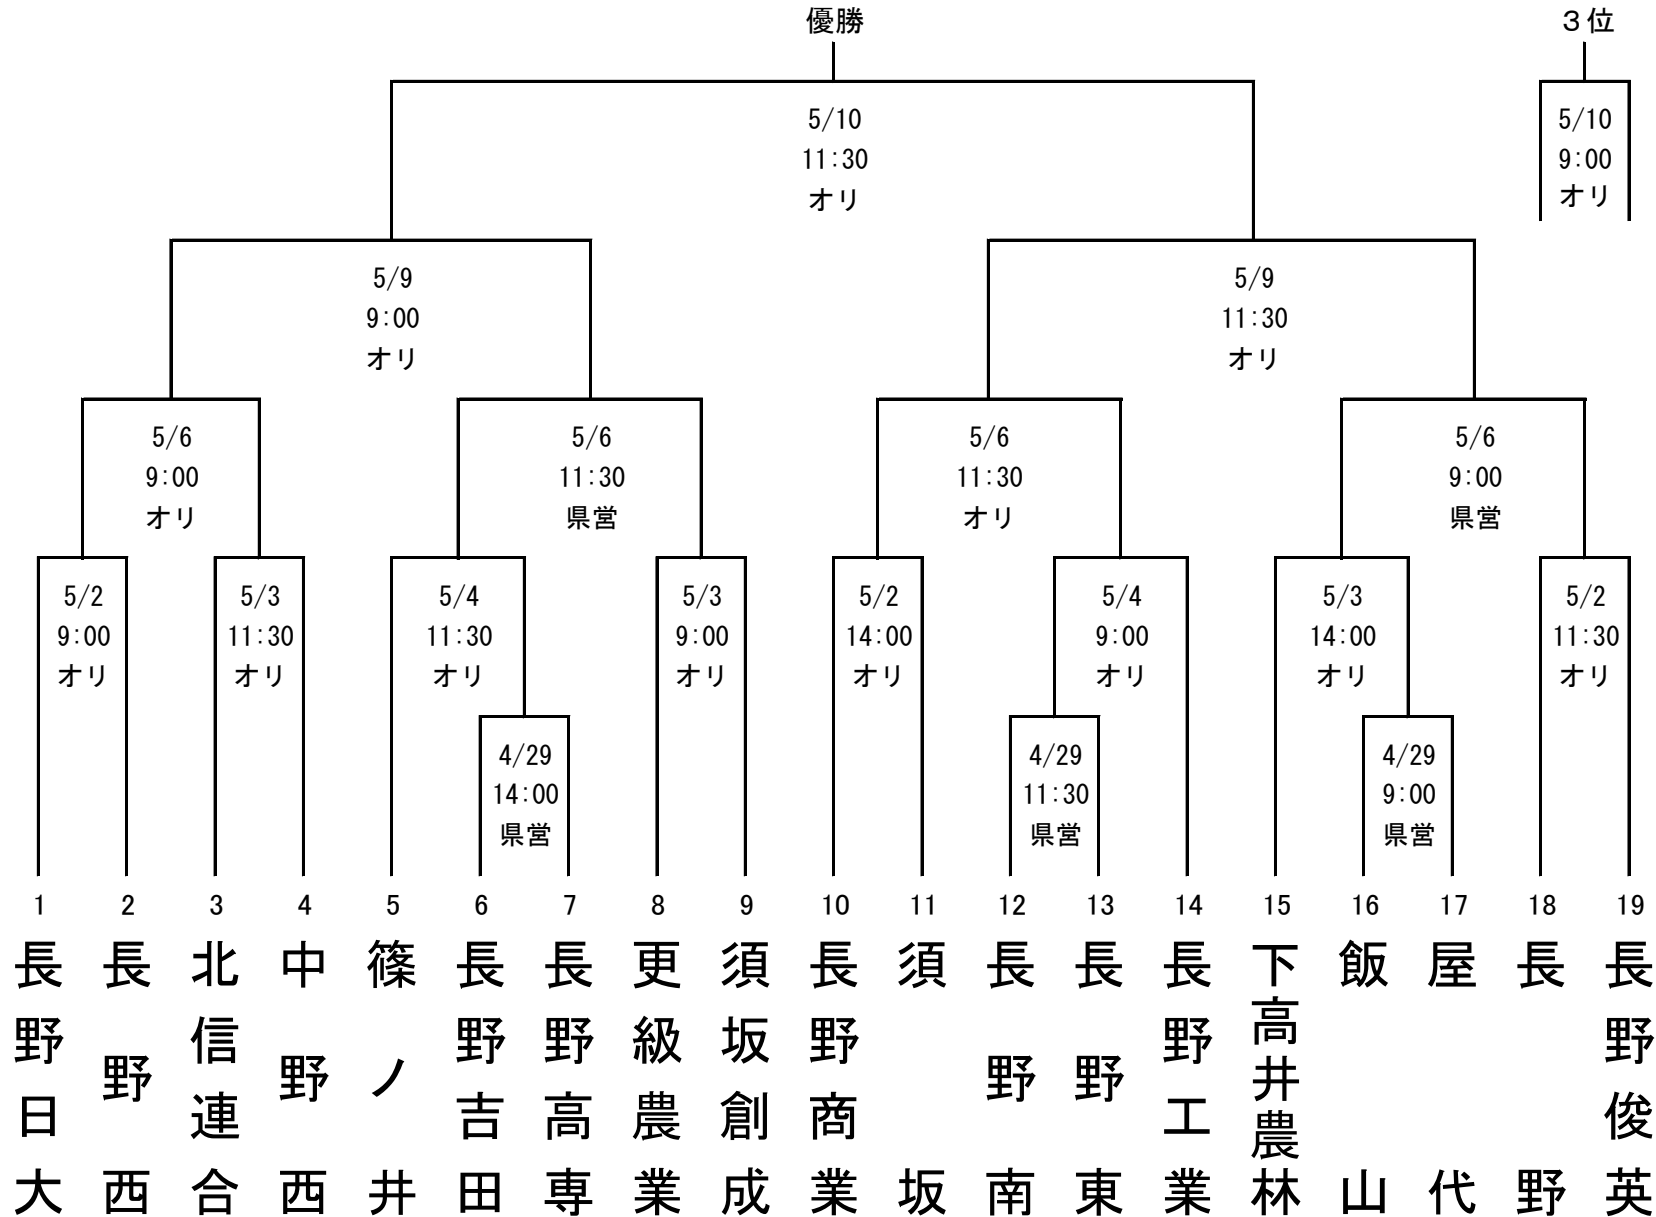 優勝
３位
5/10
11:30
オリ
5/10
9:00
オリ
5/9
9:00
オリ
5/9
11:30
オリ
5/6
9:00
オリ
5/6
11:30
県営
5/6
11:30
オリ
5/6
9:00
県営
5/2
9:00
オリ
5/3
11:30
オリ
5/4
11:30
オリ
5/3
9:00
オリ
5/2
14:00
オリ
5/4
9:00
オリ
5/3
14:00
オリ
5/2
11:30
オリ
4/29
14:00
県営
4/29
11:30
県営
4/29
9:00
県営
1
2
3
4
5
6
7
8
9
10
11
12
13
14
15
16
17
18
19
長野日大
長野西
北信連合
中野西
篠ノ井
長野吉田
長野高専
更級農業
須坂創成
長野商業
須坂
長野南
長野東
長野工業
下高井農林
飯山
屋代
長野
長野俊英